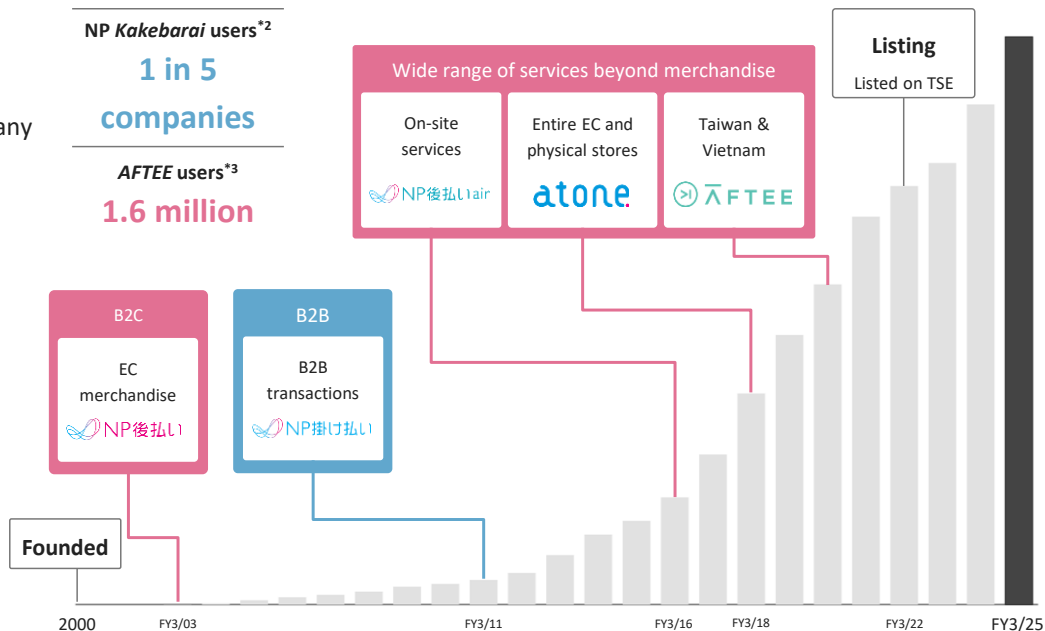 any
NP Kakebarai users*2
1 in 5
companies
AFTEE users*3
1.6 million
Wide range of services beyond merchandise
On-site
services
NP後払いair
Entire EC and
physical stores
atone
Taiwan &
Vietnam
AFTEE
Listing
Listed on TSE
B2C
EC
merchandise
NP後払い
B2B
B2B
transactions
NP掛け払い
Founded
2000
FY3/03
FY3/11
FY3/16
FY3/18
FY3/22
FY3/25